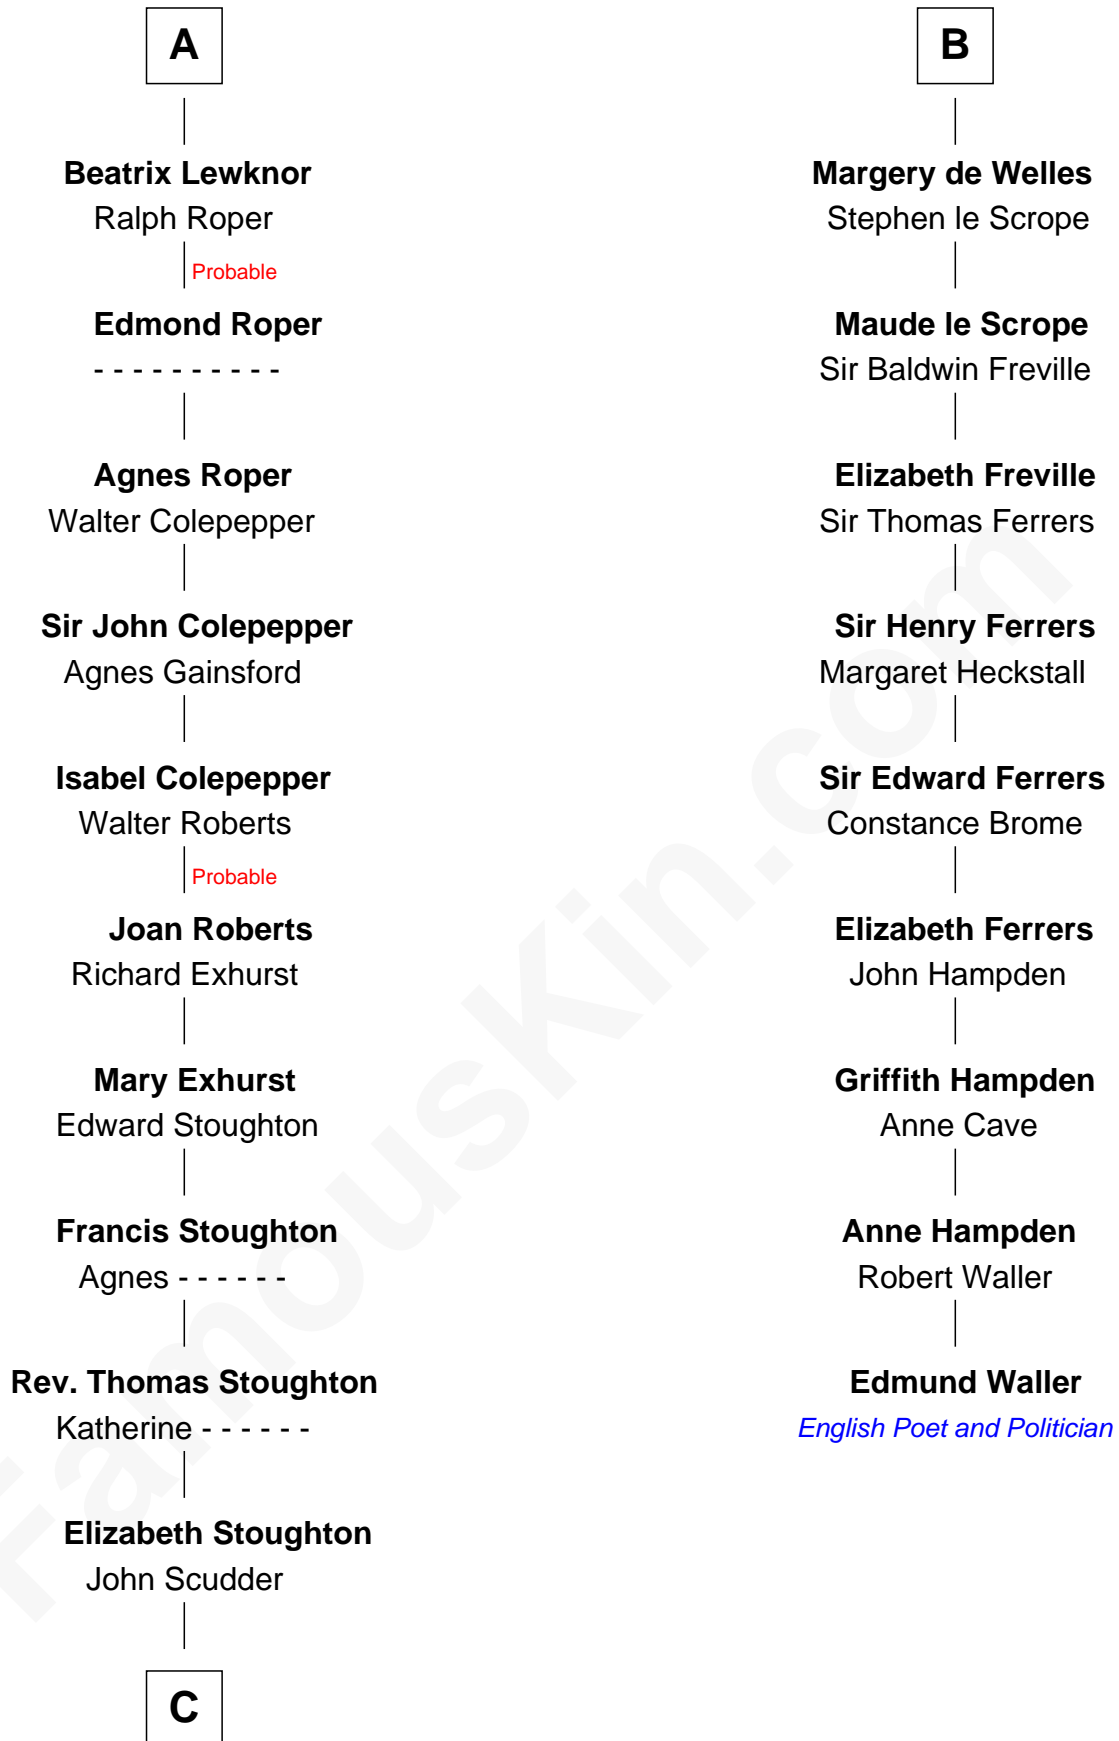 A
Beatrix Lewknor
Ralph Roper
Probable
Edmond Roper
- - - - - - - - - -
Agnes Roper
Walter Colepepper
Sir John Colepepper
Agnes Gainsford
Isabel Colepepper
Walter Roberts
Probable
Joan Roberts
Richard Exhurst
Mary Exhurst
Edward Stoughton
Francis Stoughton
Agnes - - - - - -
Rev. Thomas Stoughton
Katherine - - - - - -
Elizabeth Stoughton
John Scudder
C
B
Margery de Welles
Stephen le Scrope
Maude le Scrope
Sir Baldwin Freville
Elizabeth Freville
Sir Thomas Ferrers
Sir Henry Ferrers
Margaret Heckstall
Sir Edward Ferrers
Constance Brome
Elizabeth Ferrers
John Hampden
Griffith Hampden
Anne Cave
Anne Hampden
Robert Waller
Edmund Waller
English Poet and Politician
FamousKin.com